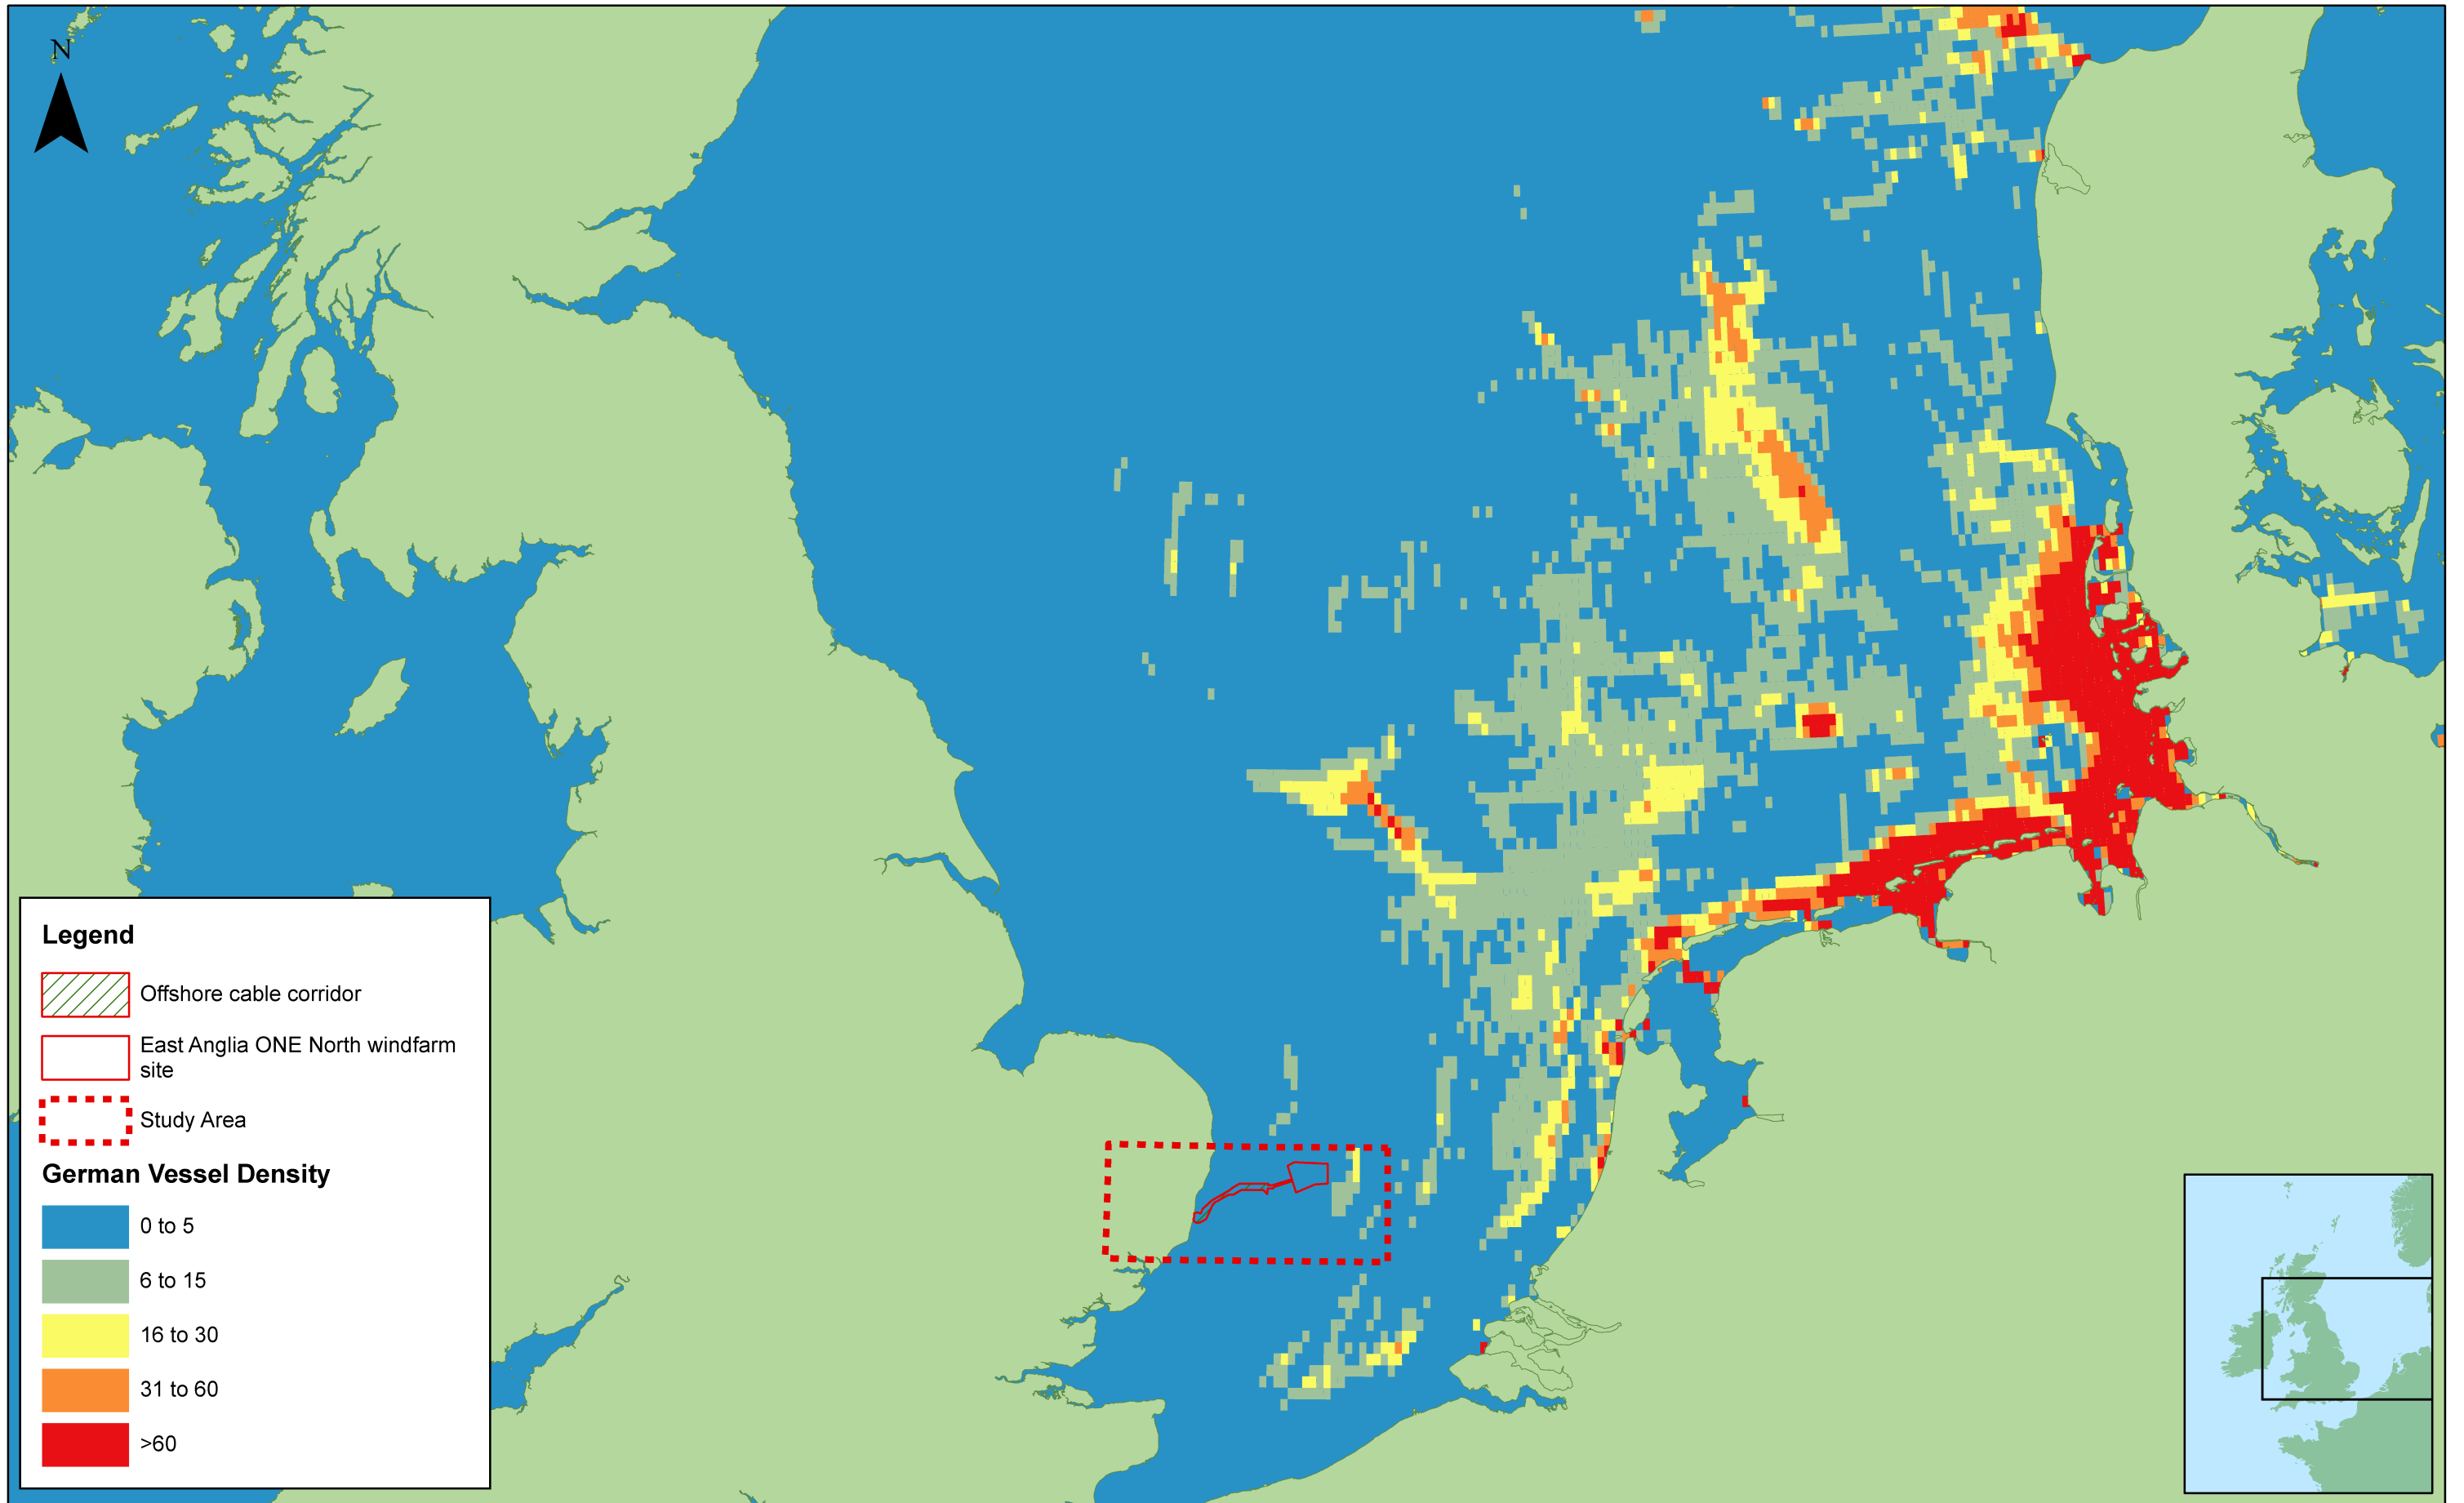 N
Legend
Offshore cable corridor
East Anglia ONE North windfarm
site
Study Area
German Vessel Density
0 to 5
6 to 15
16 to 30
31 to 60
>60